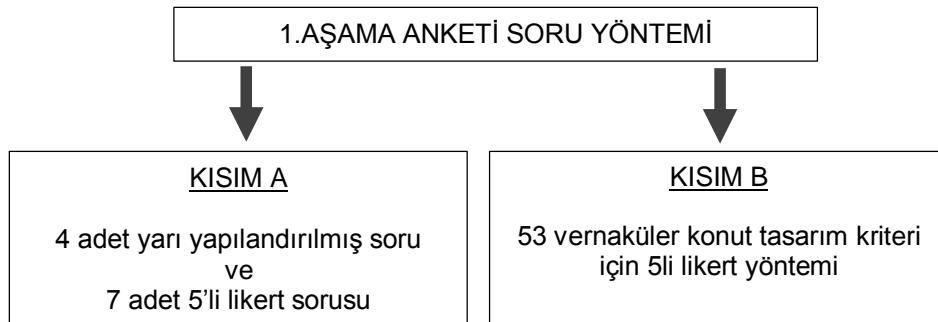 1.AŞAMA ANKETİ SORU YÖNTEMİ
KISIM A
4 adet yarı yapılandırılmış soru
ve
7 adet 5'li likert sorusu
KISIM B
53 vernaküler konut tasarım kriteri
için 5li likert yöntemi